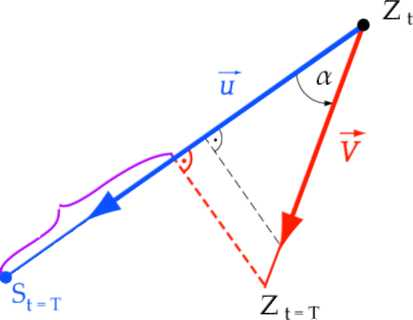 Z t
u
α
V
S t = T
Z t = T